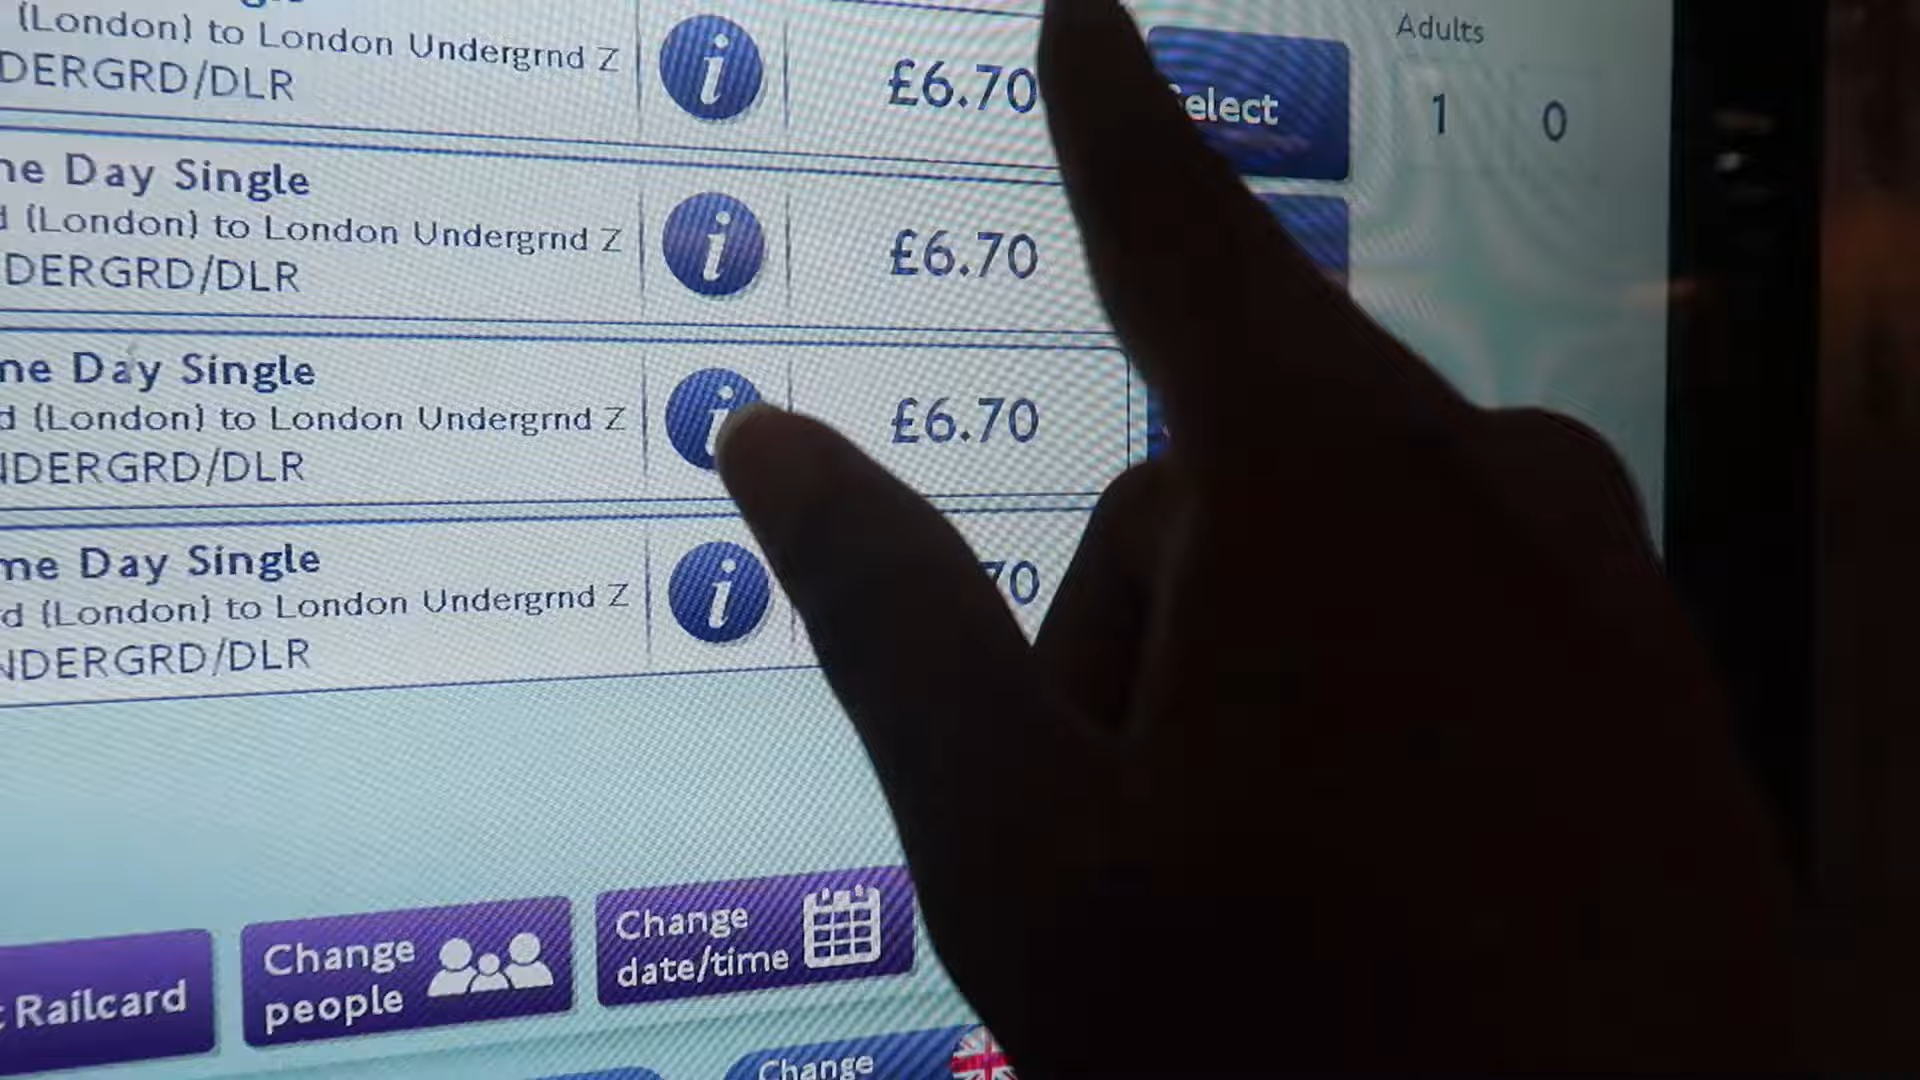 (London) to London Undergrnd Z
DERGRD/DLR
£6.70
elect
Adults
1 0
ne Day Single
(London) to London Undergrnd Z
DERGRD/DLR
£6.70
ne Day Single
d (London) to London Undergrnd Z
NDERGRD/DLR
£6.70
me Day Single
d (London) to London Undergrnd Z
NDERGRD/DLR
70
Railcard
Change
people
Change
date/time
Change